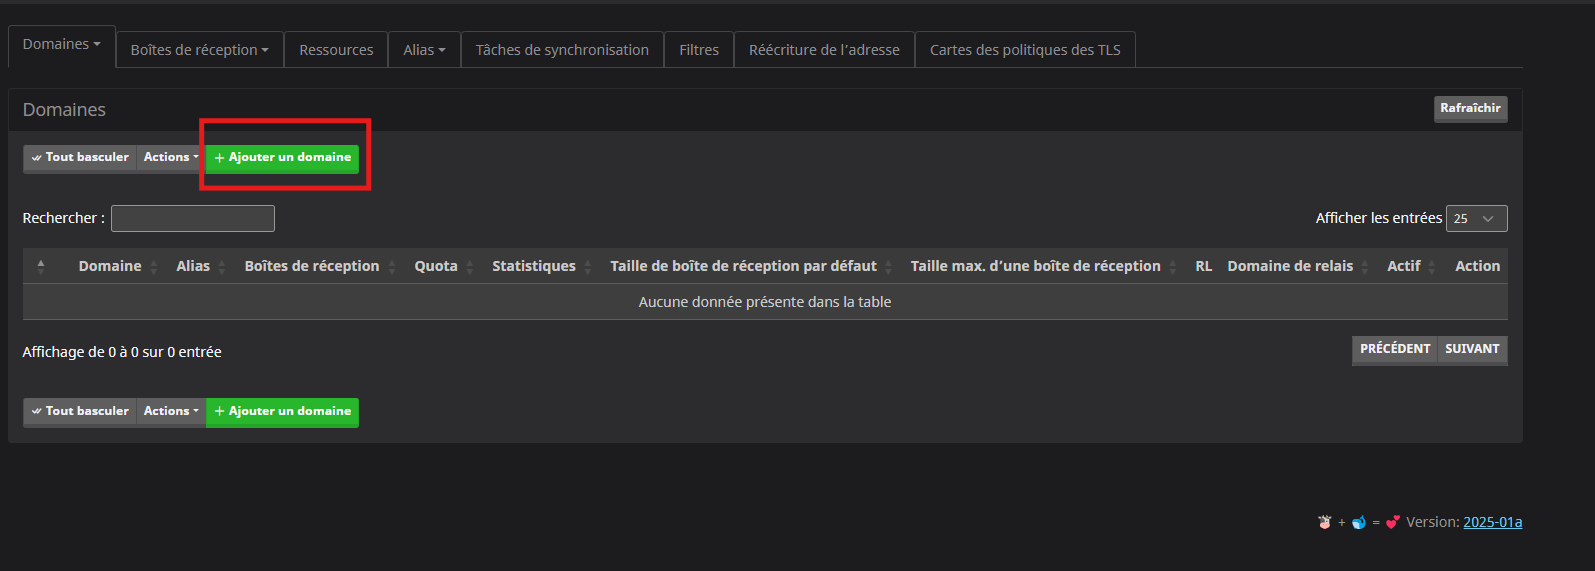 Domaines
Boîtes de réception
Ressources
Alias
Tâches de synchronisation
Filtres
Réécriture de l'adresse
Cartes des politiques des TLS
Domaines
Rafraîchir
Tout basculer
Actions
+ Ajouter un domaine
Rechercher :
Afficher les entrées 25
Domaine Alias Boîtes de réception Quota Statistiques Taille de boîte de réception par défaut Taille max. d'une boîte de réception RL Domaine de relais Actif Action
Aucune donnée présente dans la table
Affichage de 0 à 0 sur 0 entrée
PRÉCÉDENT SUIVANT
Tout basculer
Actions
+ Ajouter un domaine
🐮 + 🐋 = 💕 Version: 2025-01a